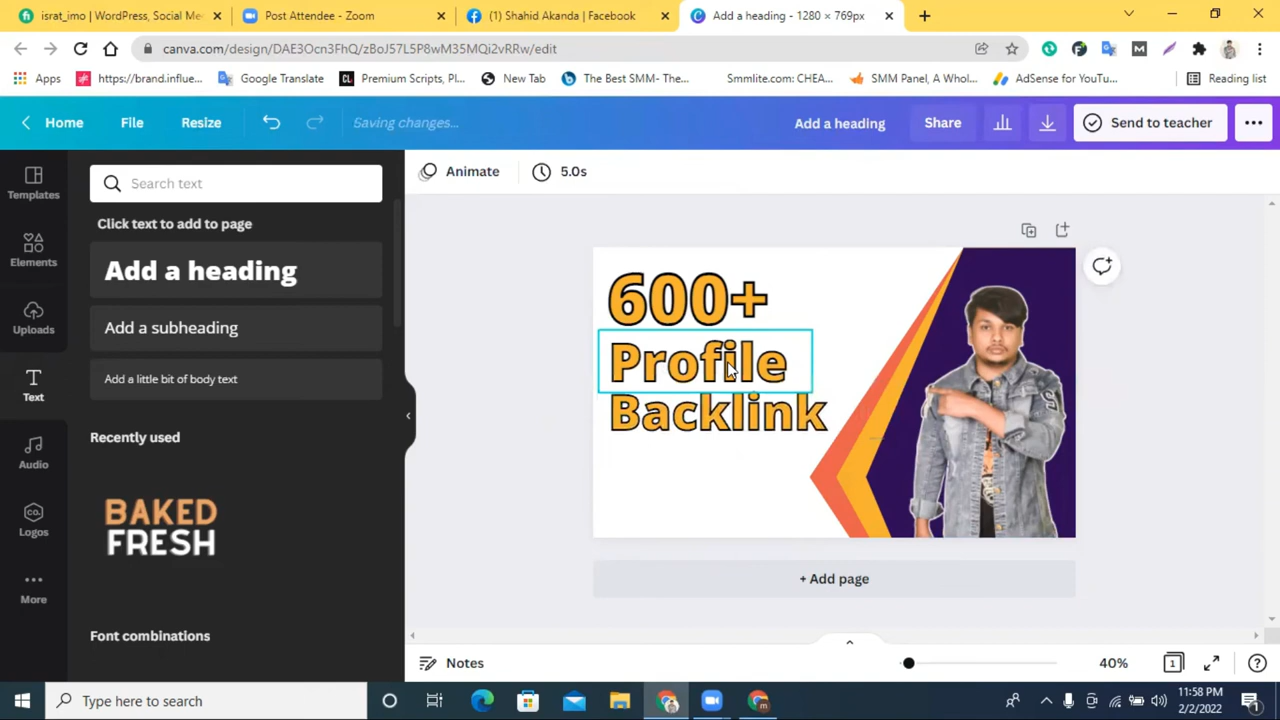 israt_imo | WordPress, Social Me
Post Attendee - Zoom
(1) Shahid Akanda | Facebook
Add a heading - 1280 × 769px
canva.com/design/DAE3Ocn3FhQ/zBoJ57L5P8wM35MQi2vRRw/edit
Apps
https://brand.influe...
Google Translate
Premium Scripts, Pl...
New Tab
The Best SMM- The...
Smmlite.com: CHEA...
SMM Panel, A Whol...
AdSense for YouTu...
Reading list
Home
File
Resize
Saving changes...
Add a heading
Share
Send to teacher
Templates
Elements
Uploads
Text
Audio
Logos
More
Search text
Click text to add to page
Add a heading
Add a subheading
Add a little bit of body text
Recently used
BAKED
FRESH
Font combinations
Animate
5.0s
600+
Profile
Backlink
+ Add page
Notes
40%
1
Type here to search
11:58 PM
2/2/2022